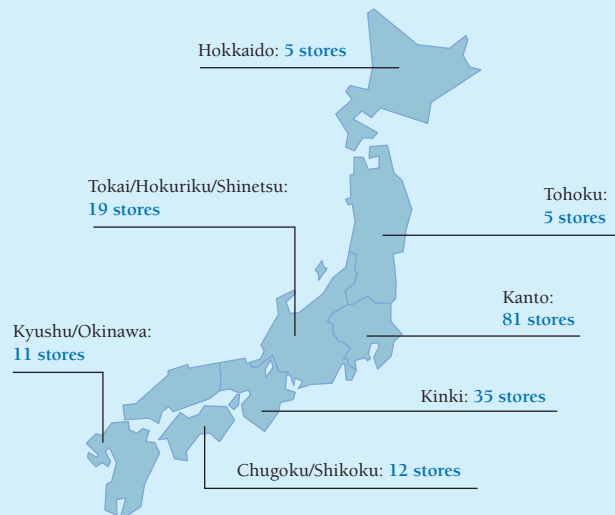 Hokkaido: 5 stores
Tokai/Hokuriku/Shinetsu:
19 stores
Tohoku:
5 stores
Kanto:
81 stores
Kyushu/Okinawa:
11 stores
Kinki: 35 stores
Chugoku/Shikoku: 12 stores